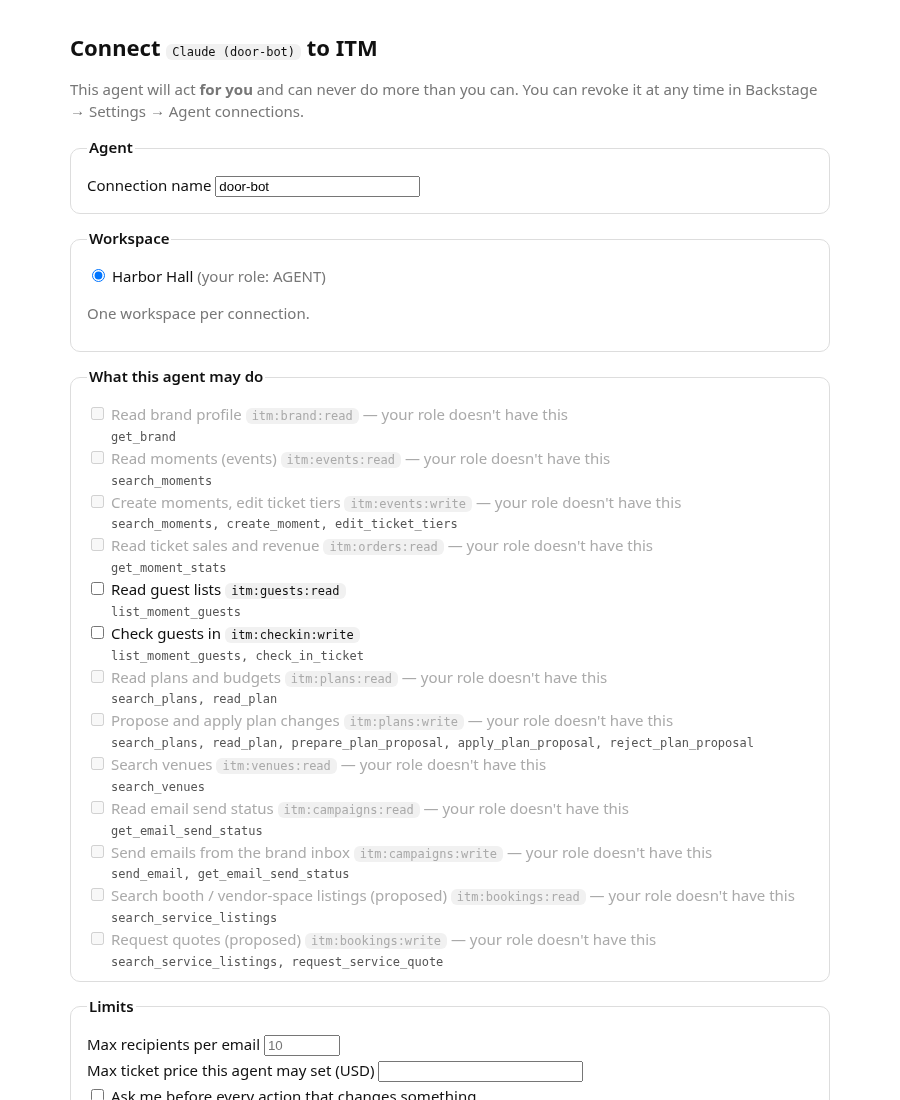 Connect Claude (door-bot) to ITM
This agent will act for you and can never do more than you can. You can revoke it at any time in Backstage
→ Settings → Agent connections.
Agent
Connection name door-bot
Workspace
Harbor Hall (your role: AGENT)
One workspace per connection.
What this agent may do
Read brand profile itm:brand:read — your role doesn't have this
get_brand
Read moments (events) itm:events:read — your role doesn't have this
search_moments
Create moments, edit ticket tiers itm:events:write — your role doesn't have this
search_moments, create_moment, edit_ticket_tiers
Read ticket sales and revenue itm:orders:read — your role doesn't have this
get_moment_stats
Read guest lists itm:guests:read
list_moment_guests
Check guests in itm:checkin:write
list_moment_guests, check_in_ticket
Read plans and budgets itm:plans:read — your role doesn't have this
search_plans, read_plan
Propose and apply plan changes itm:plans:write — your role doesn't have this
search_plans, read_plan, prepare_plan_proposal, apply_plan_proposal, reject_plan_proposal
Search venues itm:venues:read — your role doesn't have this
search_venues
Read email send status itm:campaigns:read — your role doesn't have this
get_email_send_status
Send emails from the brand inbox itm:campaigns:write — your role doesn't have this
send_email, get_email_send_status
Search booth / vendor-space listings (proposed) itm:bookings:read — your role doesn't have this
search_service_listings
Request quotes (proposed) itm:bookings:write — your role doesn't have this
search_service_listings, request_service_quote
Limits
Max recipients per email 10
Max ticket price this agent may set (USD)
Ask me before every action that changes something